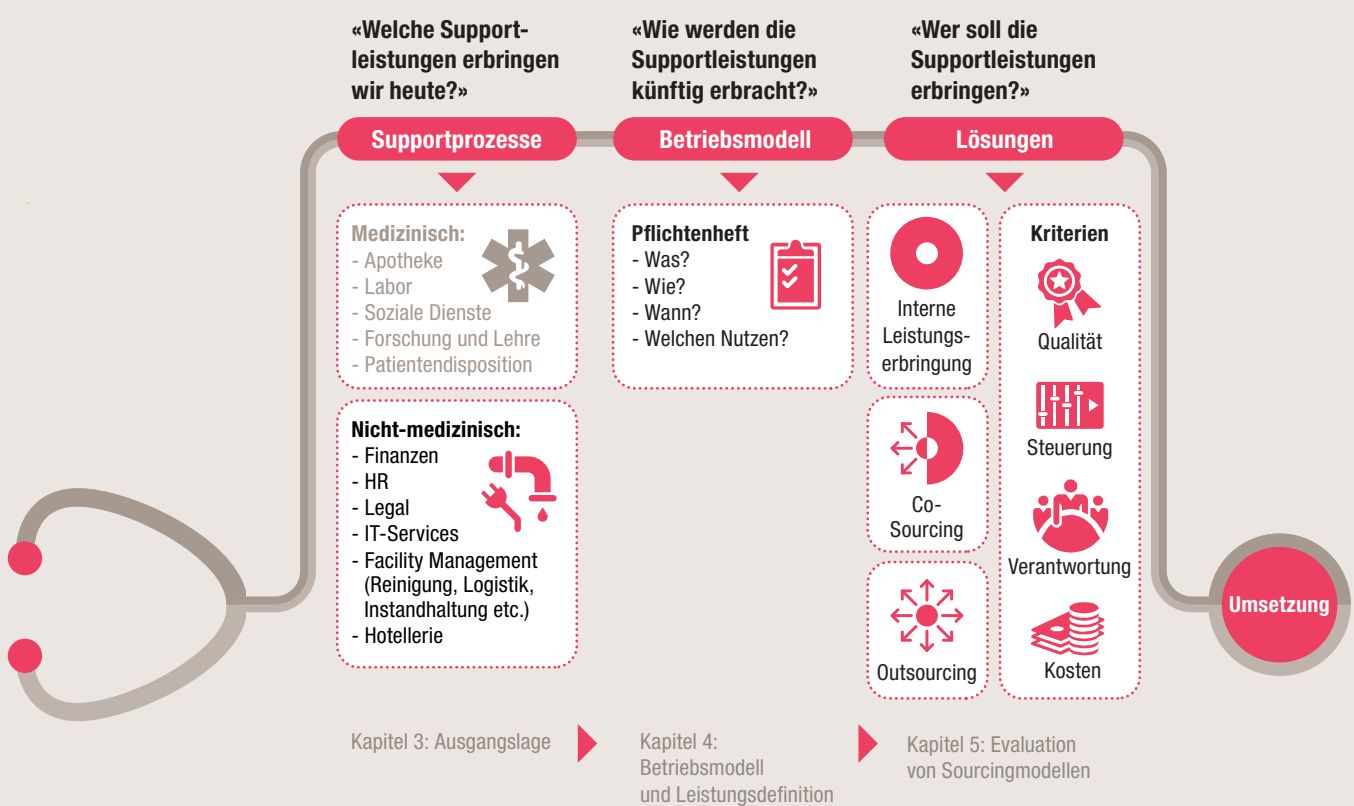 «Welche Support-
leistungen erbringen
wir heute?»
Supportprozesse
Medizinisch:
- Apotheke
- Labor
- Soziale Dienste
- Forschung und Lehre
- Patientendisposition
Nicht-medizinisch:
- Finanzen
- HR
- Legal
- IT-Services
- Facility Management
(Reinigung, Logistik,
Instandhaltung etc.)
- Hotellerie
Kapitel 3: Ausgangslage
«Wie werden die
Supportleistungen
künftig erbracht?»
Betriebsmodell
Pflichtenheft
- Was?
- Wie?
- Wann?
- Welchen Nutzen?
Kapitel 4:
Betriebsmodell
und Leistungsdefinition
«Wer soll die
Supportleistungen
erbringen?»
Lösungen
Interne
Leistungs-
erbringung
Co-
Sourcing
Outsourcing
Kriterien
Qualität
Steuerung
Verantwortung
Kosten
Kapitel 5: Evaluation
von Sourcingmodellen
Umsetzung